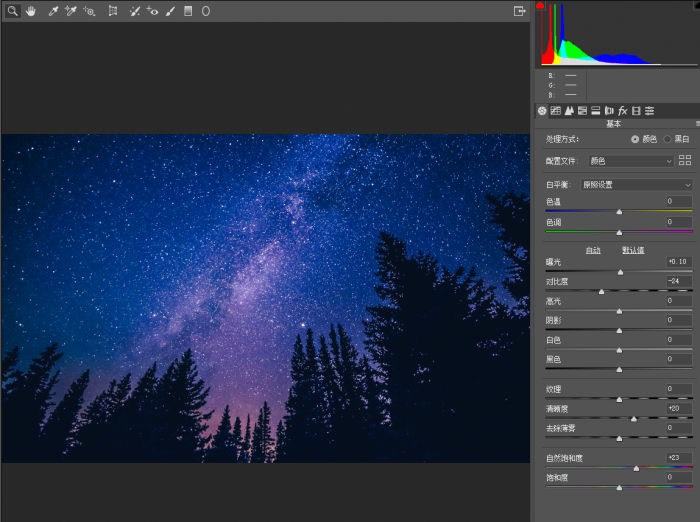 R:
G:
B:
fx
基本
处理方式: 颜色 黑白
配置文件: 颜色
白平衡: 原照设置
色温 0
色调 0
自动 默认值
曝光 +0.10
对比度 -24
高光 0
阴影 0
白色 0
黑色 0
纹理 0
清晰度 +20
去除薄雾 0
自然饱和度 +23
饱和度 0